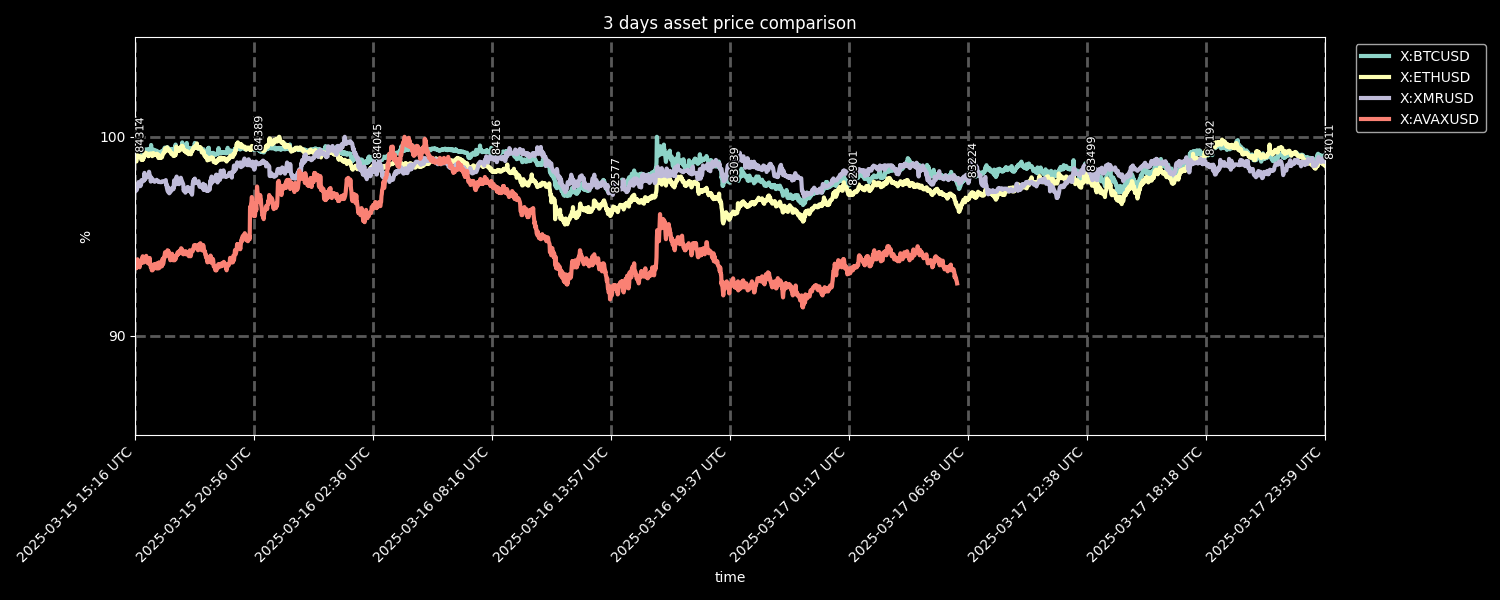 3 days asset price comparison
X:BTCUSD
X:ETHUSD
X:XMRUSD
X:AVAXUSD
100
90
%
84314
84389
84045
84216
82577
83039
82901
83224
83499
84192
84011
2025-03-15 15:16 UTC
2025-03-15 20:56 UTC
2025-03-16 02:36 UTC
2025-03-16 08:16 UTC
2025-03-16 13:57 UTC
2025-03-16 19:37 UTC
2025-03-17 01:17 UTC
2025-03-17 06:58 UTC
2025-03-17 12:38 UTC
2025-03-17 18:18 UTC
2025-03-17 23:59 UTC
time